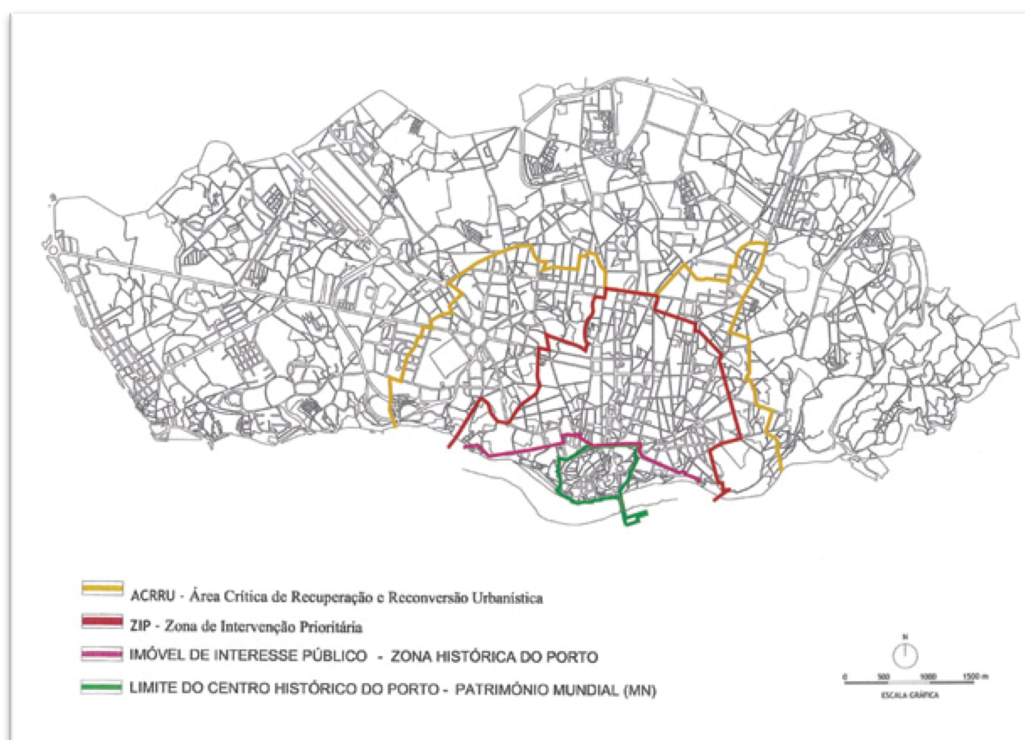 ACRRU - Área Crítica de Recuperação e Reconversão Urbanística
ZIP - Zona de Intervenção Prioritária
IMÓVEL DE INTERESSE PÚBLICO - ZONA HISTÓRICA DO PORTO
LIMITE DO CENTRO HISTÓRICO DO PORTO - PATRIMÓNIO MUNDIAL (MN)
N
0 500 1000 1500 m
ESCALA GRÁFICA